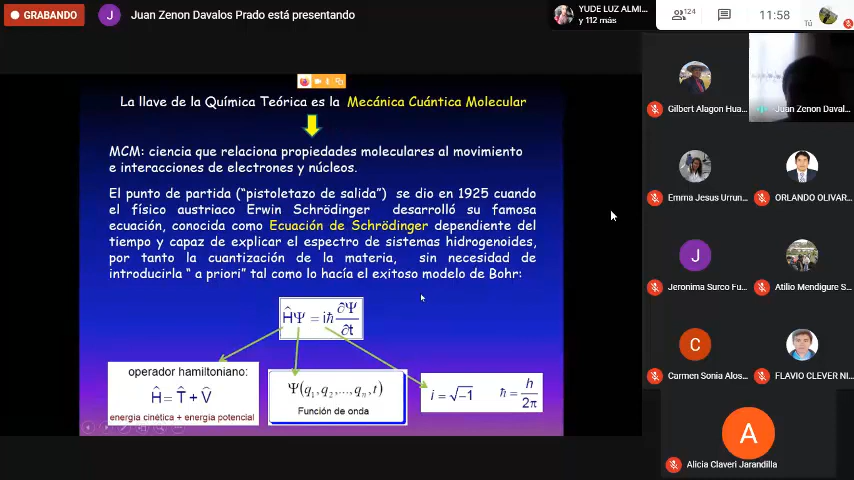 GRABANDO
J
Juan Zenon Davalos Prado está presentando
YUDE LUZ ALMI...
y 112 más
124
11:58
Tú
La llave de la Química Teórica es la Mecánica Cuántica Molecular
MCM: ciencia que relaciona propiedades moleculares al movimiento
e interacciones de electrones y núcleos.
El punto de partida ("pistoletazo de salida") se dio en 1925 cuando
el físico austriaco Erwin Schrödinger desarrolló su famosa
ecuación, conocida como Ecuación de Schrödinger dependiente del
tiempo y capaz de explicar el espectro de sistemas hidrogenoides,
por tanto la cuantización de la materia, sin necesidad de
introducirla " a priori" tal como lo hacía el exitoso modelo de Bohr:
ĤΨ = iℏ ∂Ψ/∂t
operador hamiltoniano:
Ĥ = T̂ + V̂
energía cinética + energía potencial
Ψ(q₁, q₂,..., qₙ, t)
Función de onda
i = √-1 ℏ = h/2π
Gilbert Alagon Hua...
Juan Zenon Daval...
Emma Jesus Urrun...
ORLANDO OLIVAR...
J
Jeronima Surco Fu...
Atilio Mendigure S...
C
Carmen Sonia Alos...
FLAVIO CLEVER NI...
A
Alicia Claveri Jarandilla